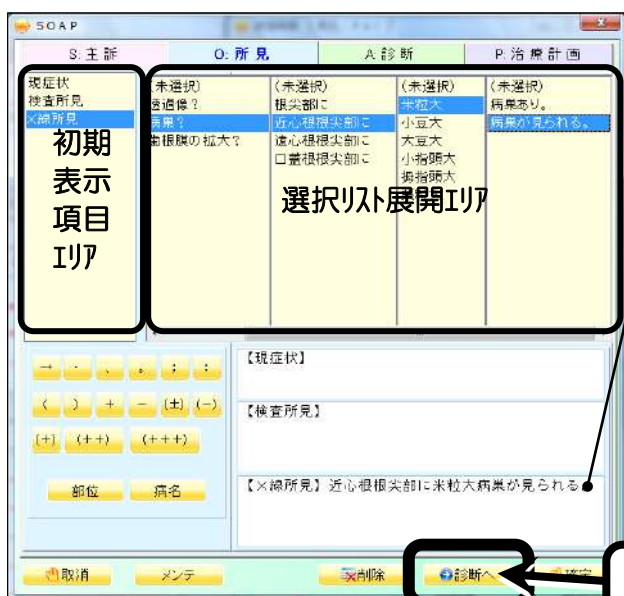 SOAP
S:主訴 O:所見 A:診断 P:治療計画
現症状
検査所見
X線所見
初期
表示
項目
エリア
(未選択)
透過像?
病巣?
歯根膜の拡大?
(未選択)
根尖部に
近心根根尖部に
遠心根根尖部に
口蓋根根尖部に
(未選択)
米粒大
小豆大
大豆大
小指頭大
拇指頭大
(未選択)
病巣あり。
病巣が見られる。
選択リスト展開エリア
→ ・ 、 。 ; :
( ) + - (±) (-)
(+) (++) (+++)
部位 病名
【現症状】
【検査所見】
【X線所見】近心根根尖部に米粒大病巣が見られる
取消 メンテ 削除 診断へ 確定